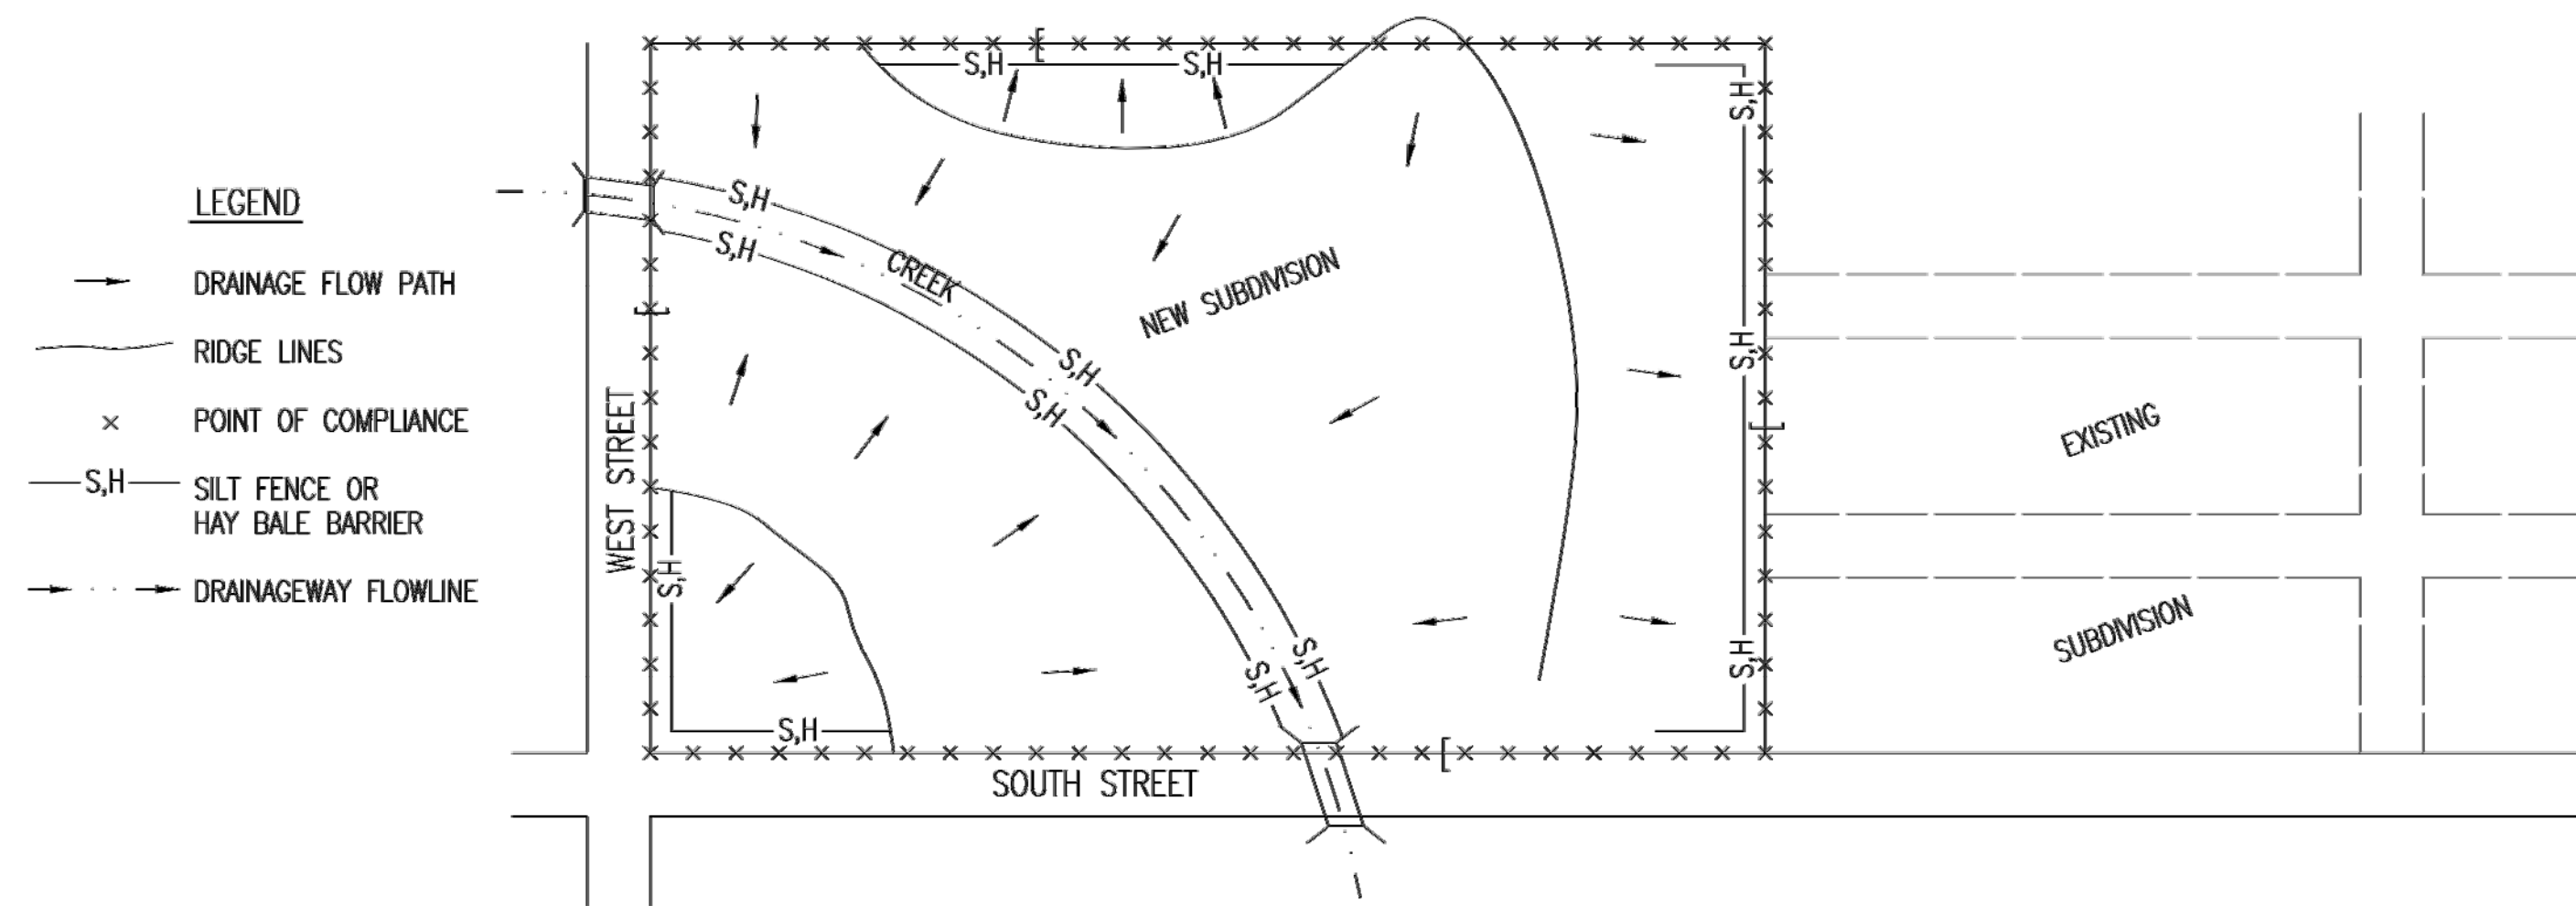 LEGEND
DRAINAGE FLOW PATH
RIDGE LINES
POINT OF COMPLIANCE
S,H
SILT FENCE OR
HAY BALE BARRIER
DRAINAGEWAY FLOWLINE
S,H
S,H
S,H
S,H
S,H
CREEK
NEW SUBDIVISION
S,H
S,H
S,H
WEST STREET
S,H
EXISTING
S,H
S,H
S,H
S,H
SUBDIVISION
SOUTH STREET